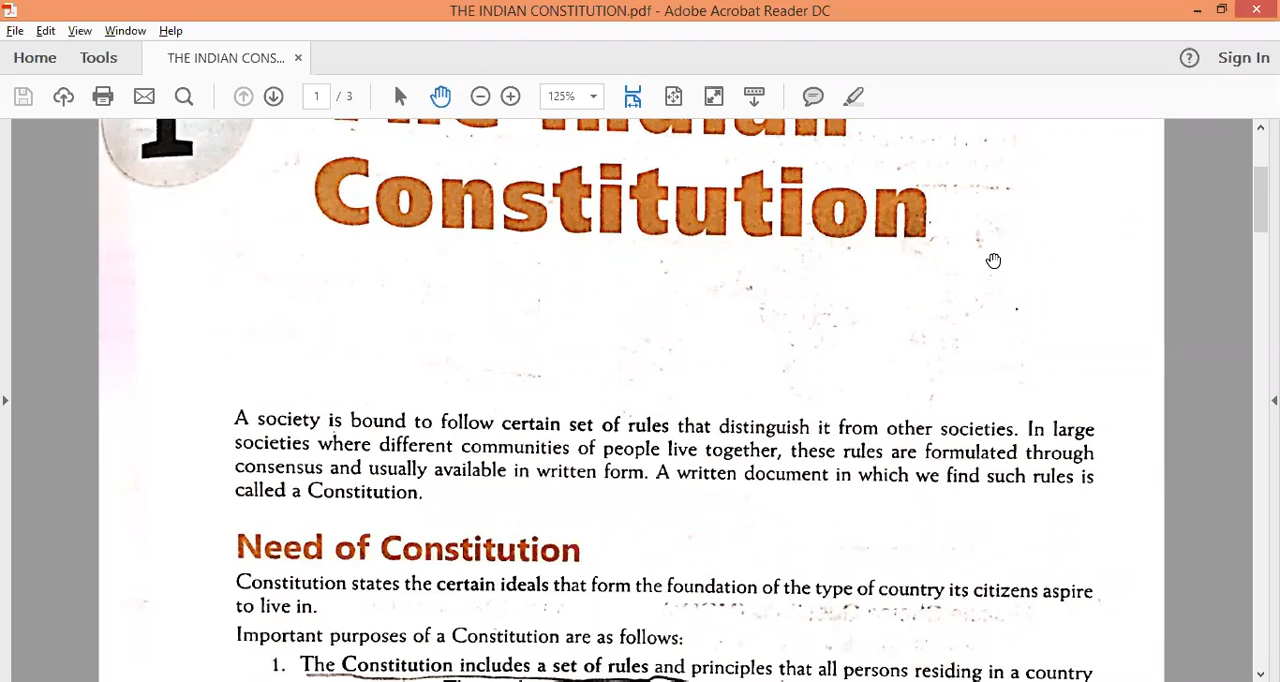 THE INDIAN CONSTITUTION.pdf - Adobe Acrobat Reader DC
File Edit View Window Help
Home Tools THE INDIAN CONS... × Sign In
1 / 3 125%
1 The Indian
Constitution
A society is bound to follow certain set of rules that distinguish it from other societies. In large
societies where different communities of people live together, these rules are formulated through
consensus and usually available in written form. A written document in which we find such rules is
called a Constitution.
Need of Constitution
Constitution states the certain ideals that form the foundation of the type of country its citizens aspire
to live in.
Important purposes of a Constitution are as follows:
1. The Constitution includes a set of rules and principles that all persons residing in a country